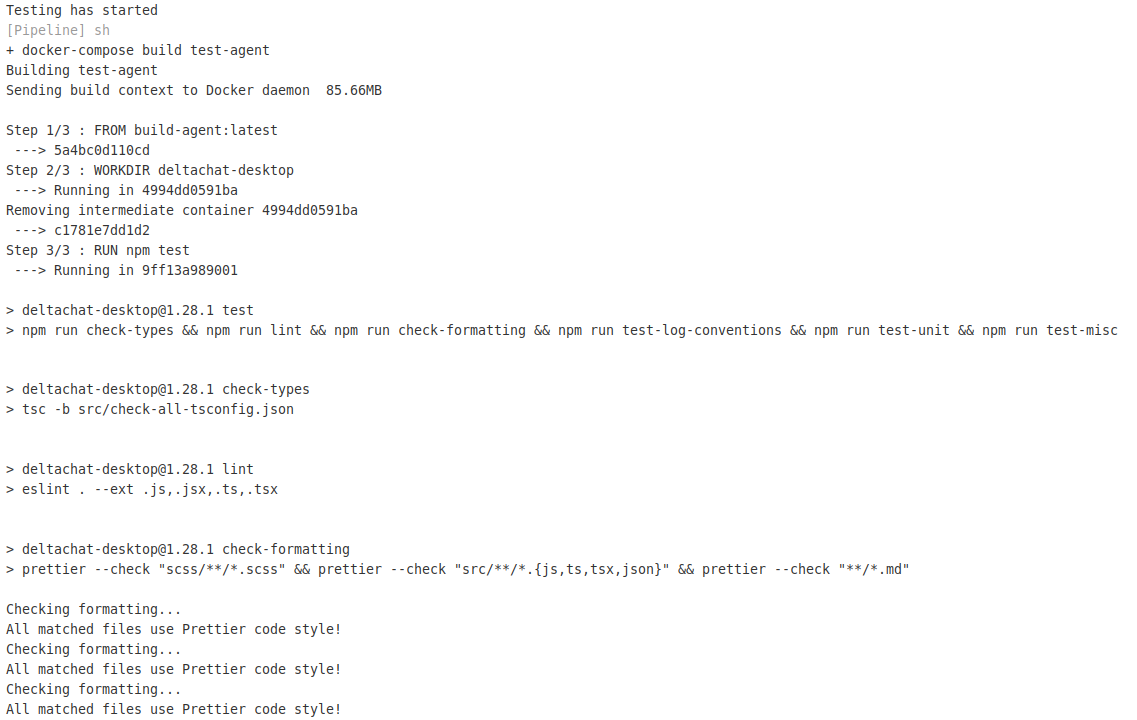 Testing has started
[Pipeline] sh
+ docker-compose build test-agent
Building test-agent
Sending build context to Docker daemon  85.66MB
Step 1/3 : FROM build-agent:latest
 ---> 5a4bc0d110cd
Step 2/3 : WORKDIR deltachat-desktop
 ---> Running in 4994dd0591ba
Removing intermediate container 4994dd0591ba
 ---> c1781e7dd1d2
Step 3/3 : RUN npm test
 ---> Running in 9ff13a989001
> deltachat-desktop@1.28.1 test
> npm run check-types && npm run lint && npm run check-formatting && npm run test-log-conventions && npm run test-unit && npm run test-misc
> deltachat-desktop@1.28.1 check-types
> tsc -b src/check-all-tsconfig.json
> deltachat-desktop@1.28.1 lint
> eslint . --ext .js,.jsx,.ts,.tsx
> deltachat-desktop@1.28.1 check-formatting
> prettier --check "scss/**/*.scss" && prettier --check "src/**/*.{js,ts,tsx,json}" && prettier --check "**/*.md"
Checking formatting...
All matched files use Prettier code style!
Checking formatting...
All matched files use Prettier code style!
Checking formatting...
All matched files use Prettier code style!